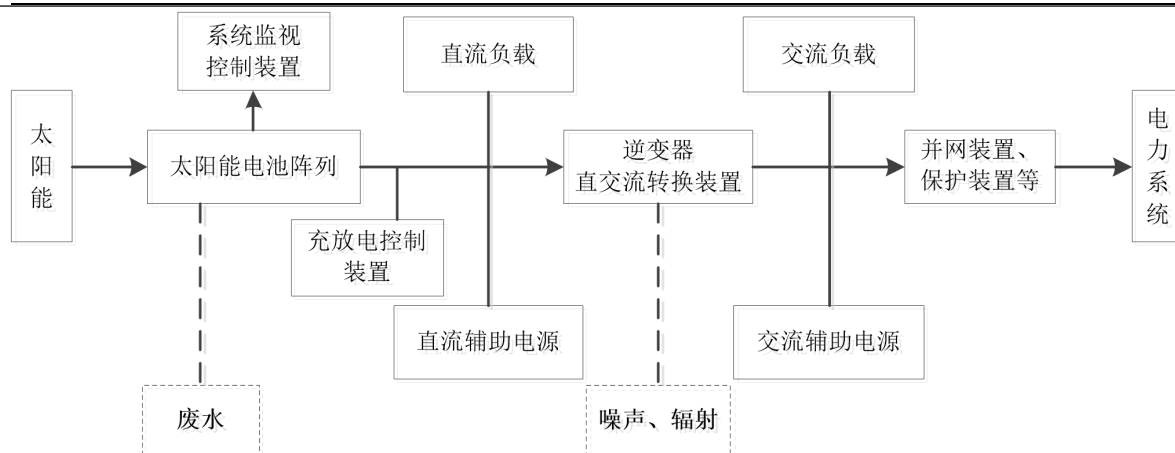 系统监视
控制装置
直流负载
交流负载
太
阳
能
太阳能电池阵列
逆变器
直交流转换装置
并网装置、
保护装置等
电
力
系
统
充放电控制
装置
直流辅助电源
交流辅助电源
废水
噪声、辐射